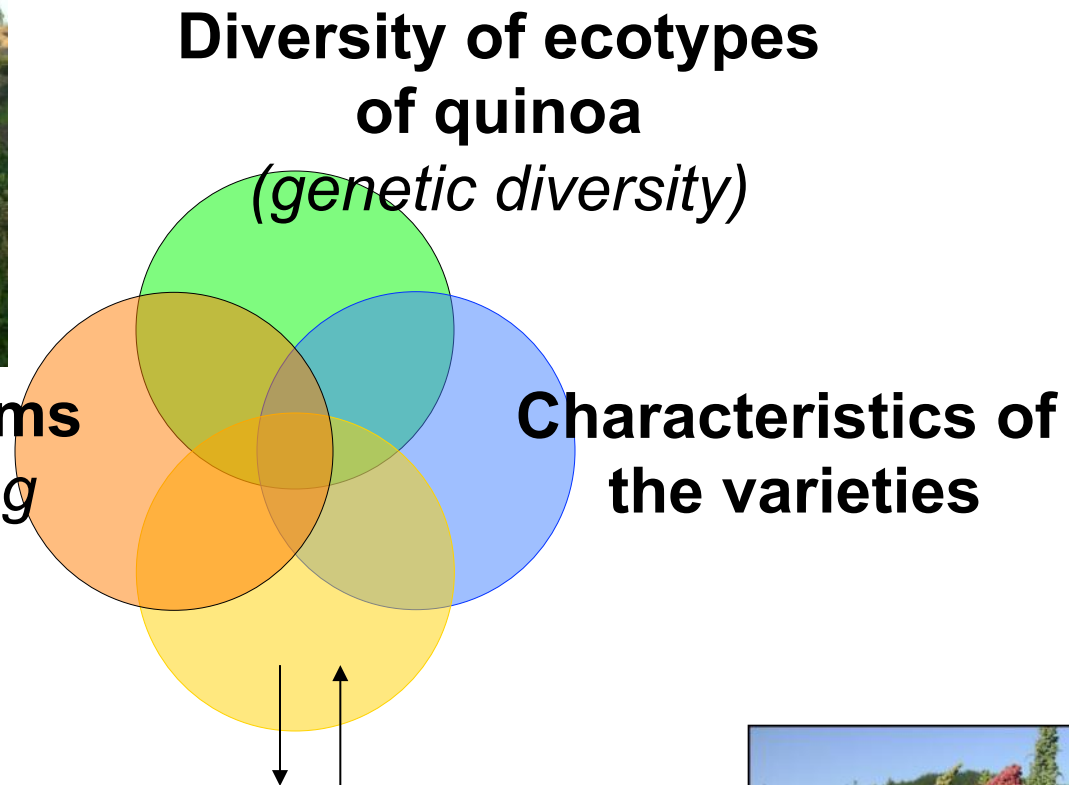 Diversity of ecotypes
of quinoa
(genetic diversity)
ms
g
Characteristics of
the varieties